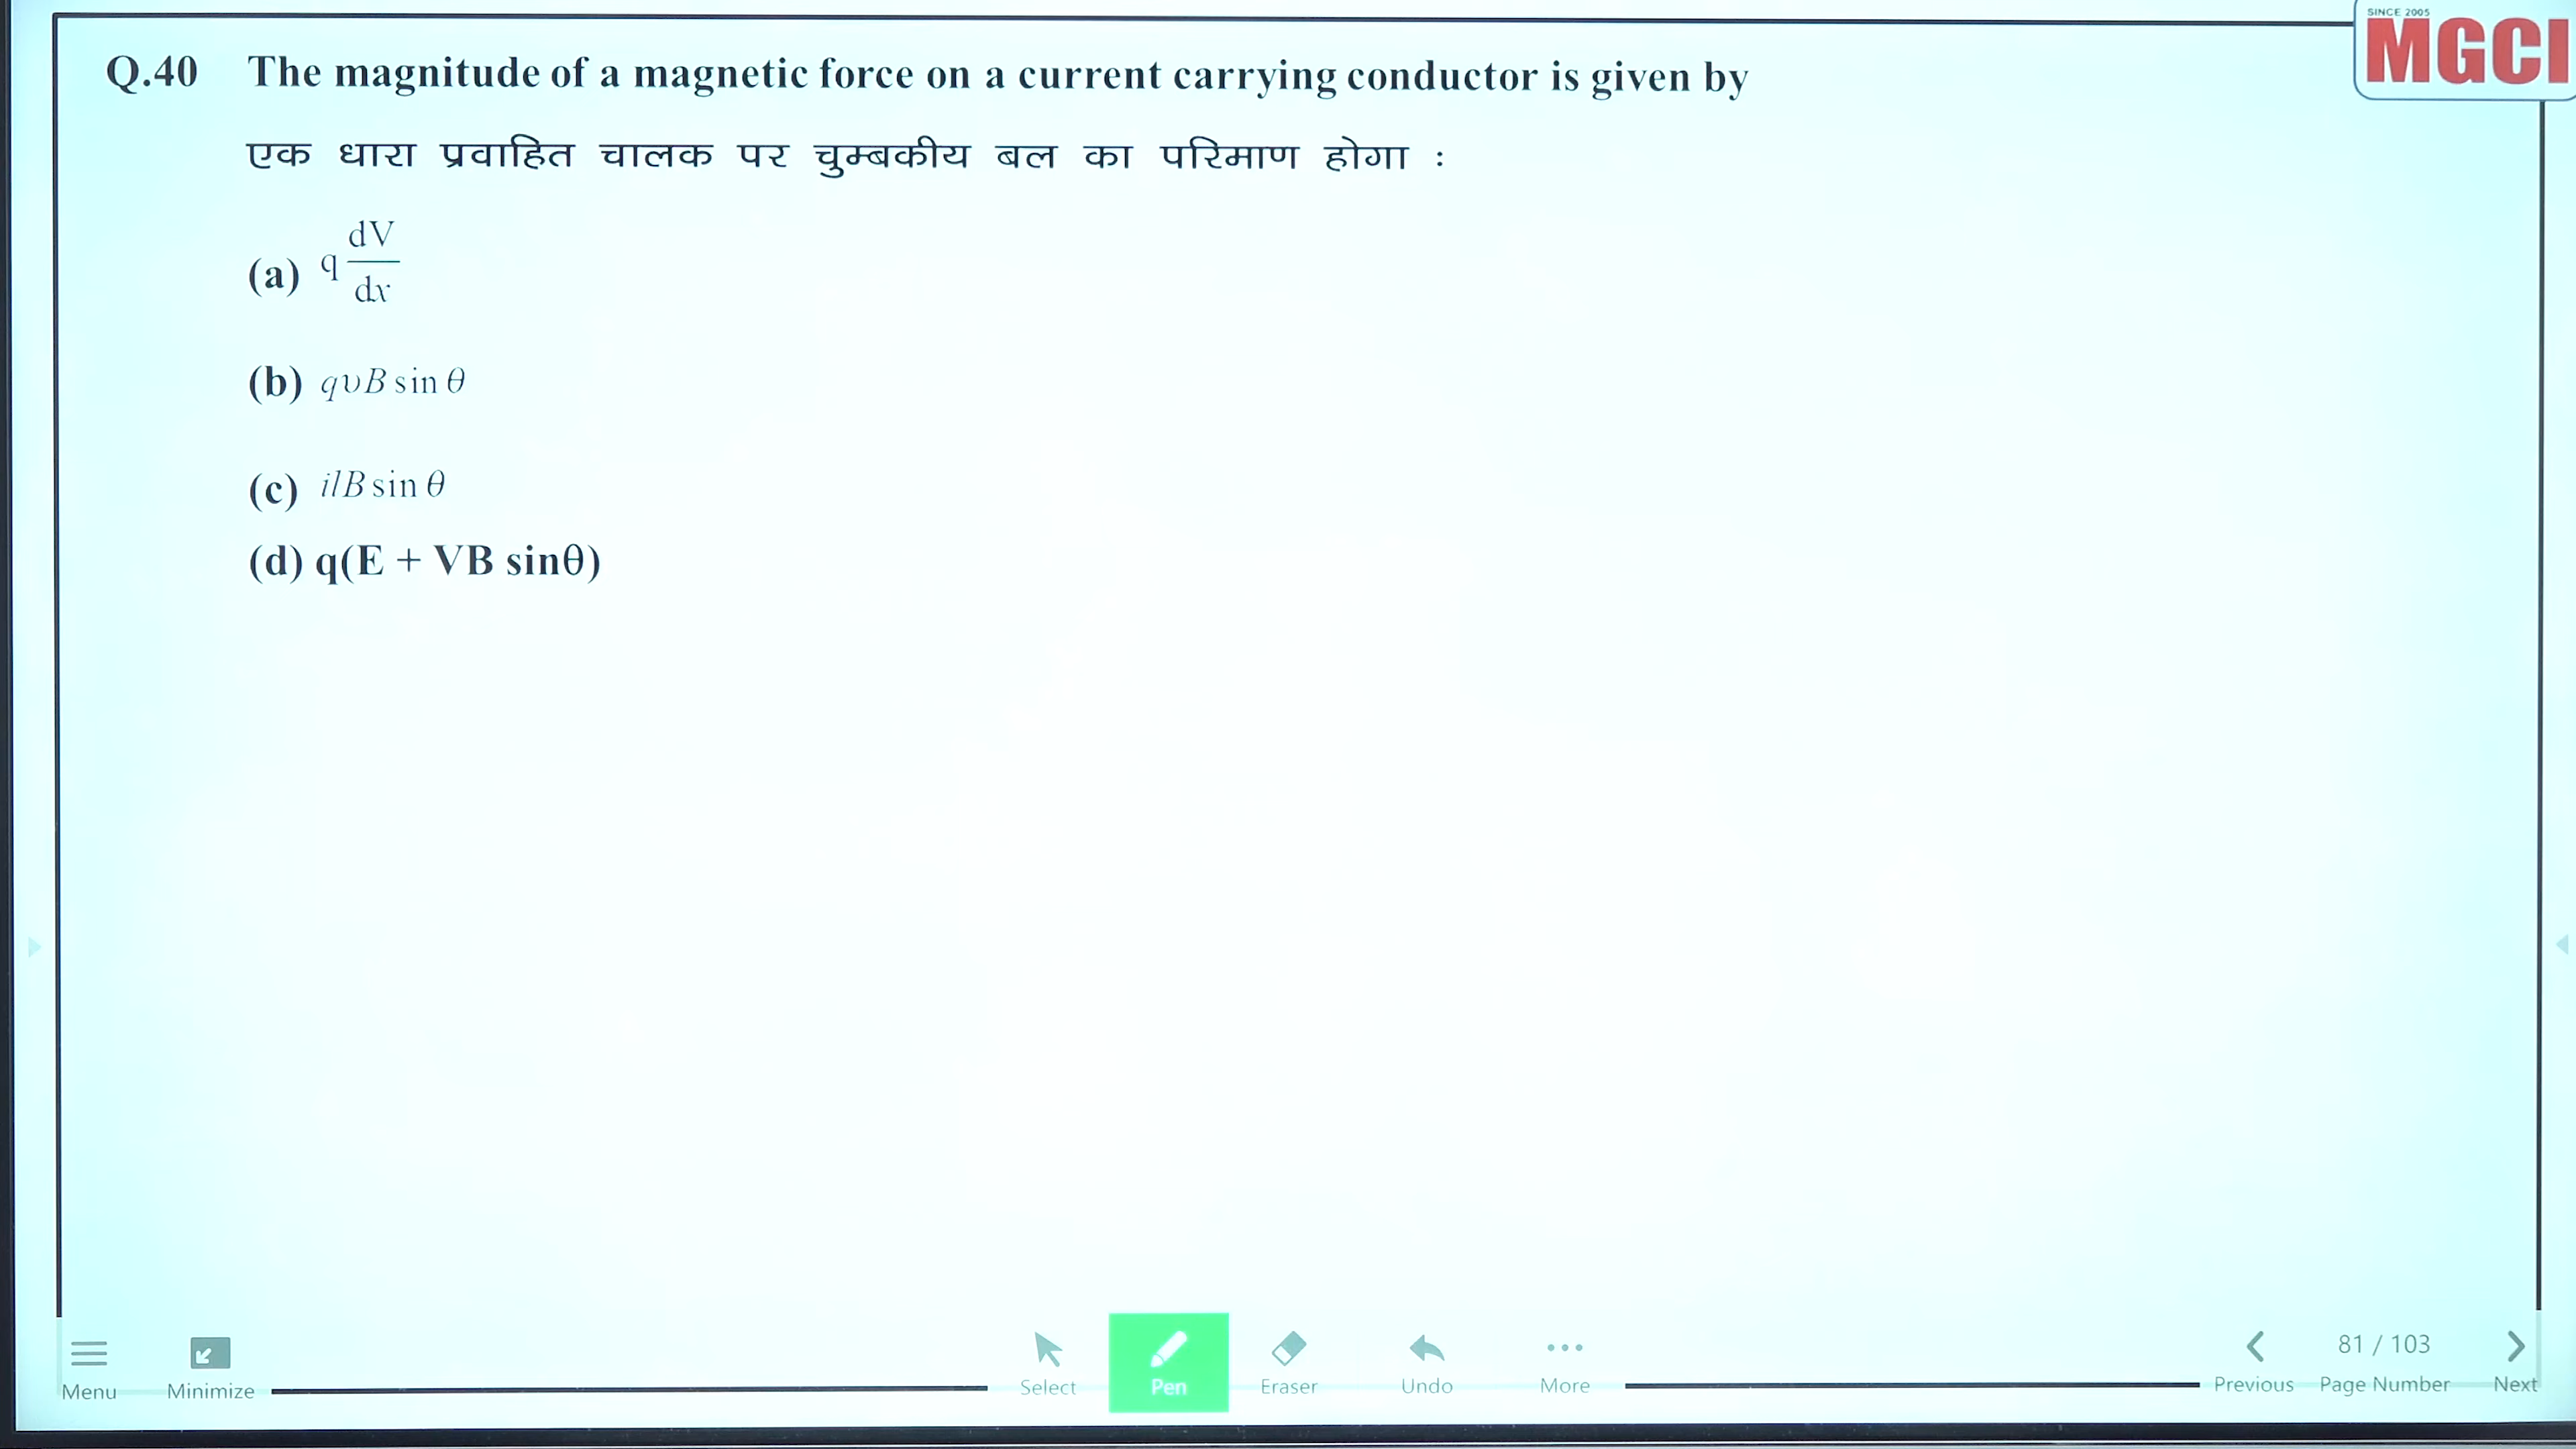 SINCE 2005
MGCI
Q.40 The magnitude of a magnetic force on a current carrying conductor is given by
एक धारा प्रवाहित चालक पर चुम्बकीय बल का परिमाण होगा :
(a) q dV/dx
(b) qυB sin θ
(c) ilB sin θ
(d) q(E + VB sinθ)
Menu Minimize Select Pen Eraser Undo More Previous 81 / 103 Page Number Next